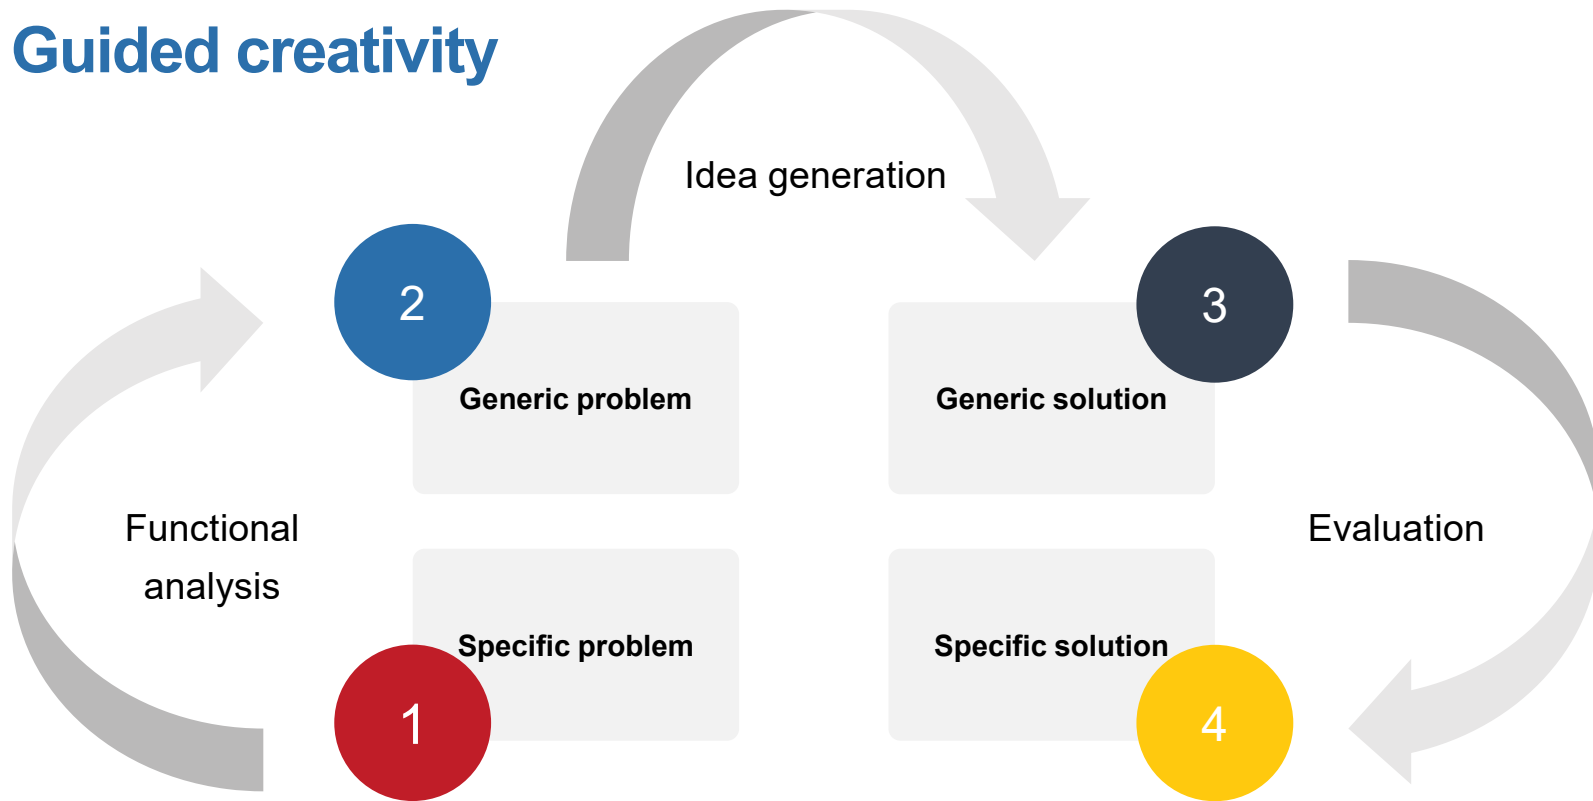 Guided creativity
Idea generation
2
3
Generic problem
Generic solution
Functional
analysis
Evaluation
Specific problem
Specific solution
1
4